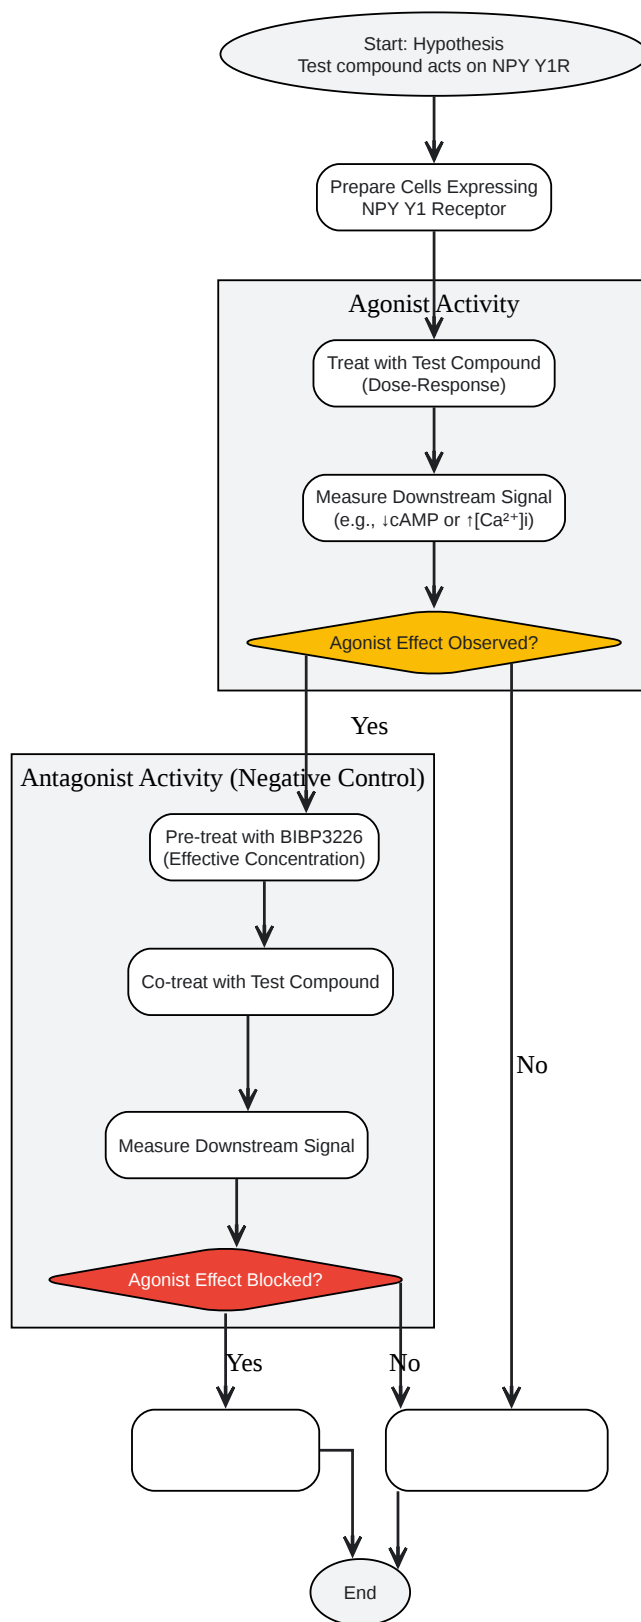 Start: Hypothesis
Test compound acts on NPY Y1R
Prepare Cells Expressing
NPY Y1 Receptor
Agonist Activity
Treat with Test Compound
(Dose-Response)
Measure Downstream Signal
(e.g., ↓cAMP or ↑[Ca²⁺]i)
Agonist Effect Observed?
Yes
Antagonist Activity (Negative Control)
Pre-treat with BIBP3226
(Effective Concentration)
Co-treat with Test Compound
No
Measure Downstream Signal
Agonist Effect Blocked?
Yes
No
End